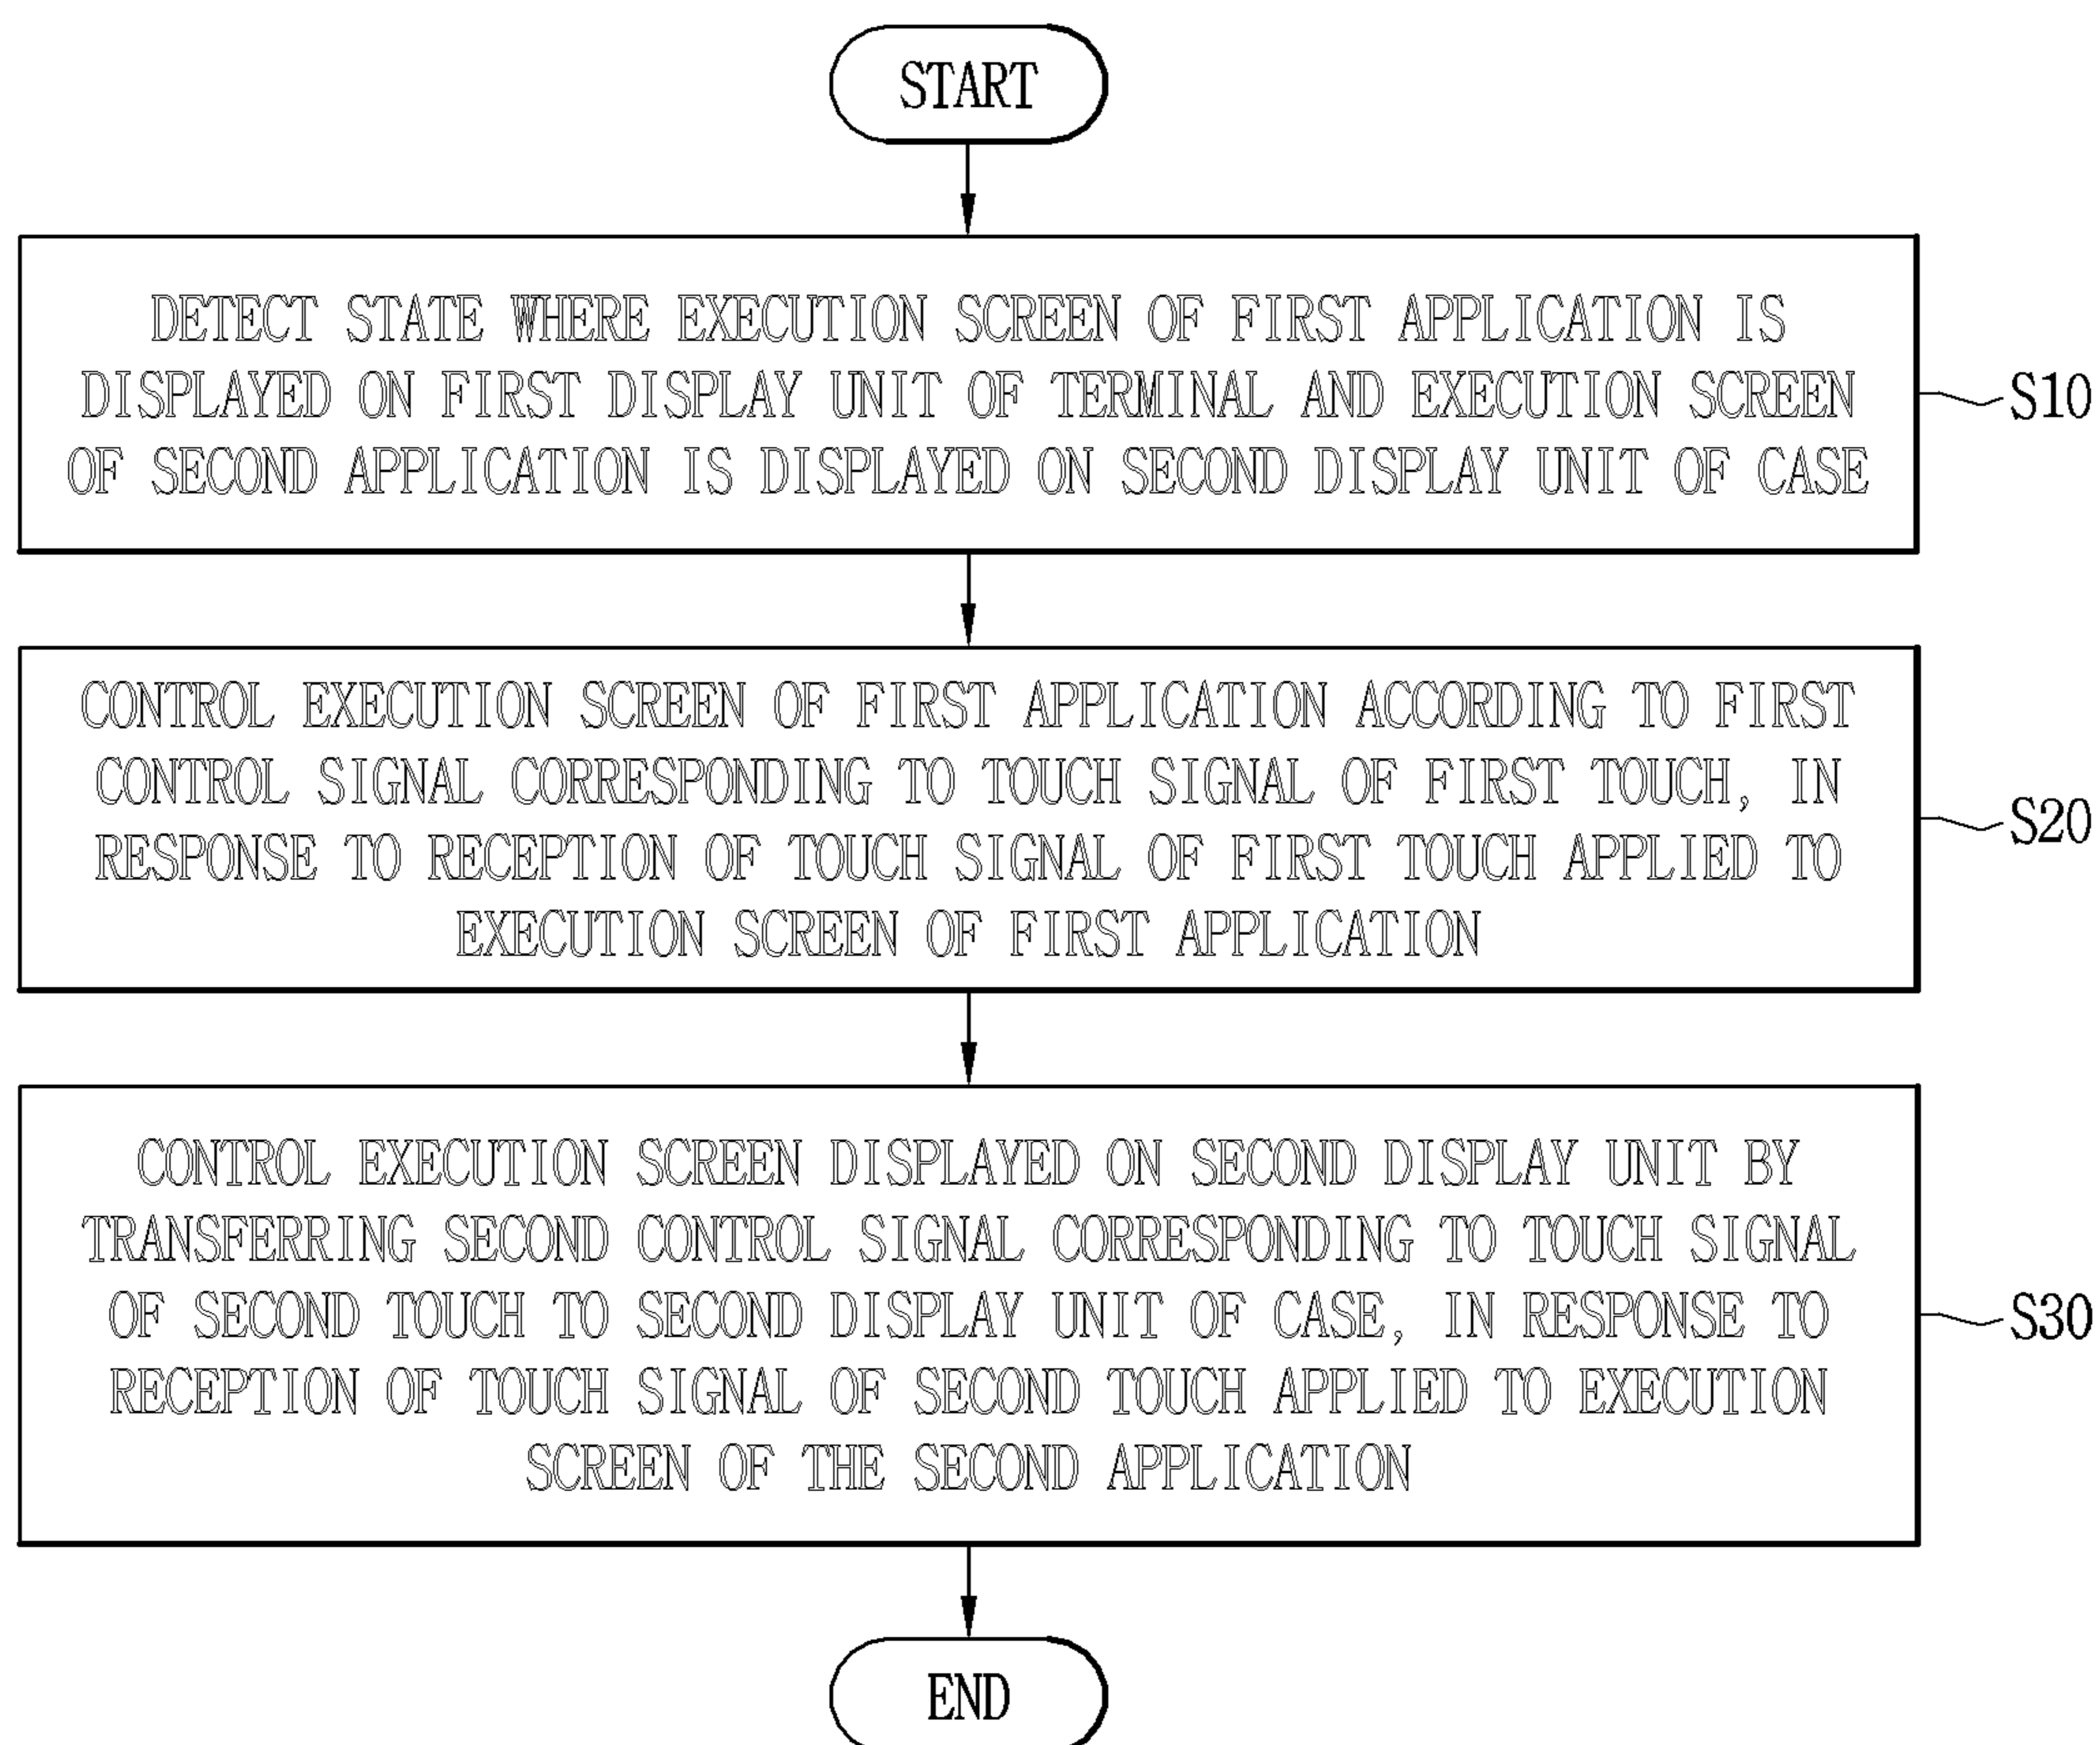 START
DETECT STATE WHERE EXECUTION SCREEN OF FIRST APPLICATION IS
DISPLAYED ON FIRST DISPLAY UNIT OF TERMINAL AND EXECUTION SCREEN
OF SECOND APPLICATION IS DISPLAYED ON SECOND DISPLAY UNIT OF CASE
S10
CONTROL EXECUTION SCREEN OF FIRST APPLICATION ACCORDING TO FIRST
CONTROL SIGNAL CORRESPONDING TO TOUCH SIGNAL OF FIRST TOUCH, IN
RESPONSE TO RECEPTION OF TOUCH SIGNAL OF FIRST TOUCH APPLIED TO
EXECUTION SCREEN OF FIRST APPLICATION
S20
CONTROL EXECUTION SCREEN DISPLAYED ON SECOND DISPLAY UNIT BY
TRANSFERRING SECOND CONTROL SIGNAL CORRESPONDING TO TOUCH SIGNAL
OF SECOND TOUCH TO SECOND DISPLAY UNIT OF CASE, IN RESPONSE TO
RECEPTION OF TOUCH SIGNAL OF SECOND TOUCH APPLIED TO EXECUTION
SCREEN OF THE SECOND APPLICATION
S30
END